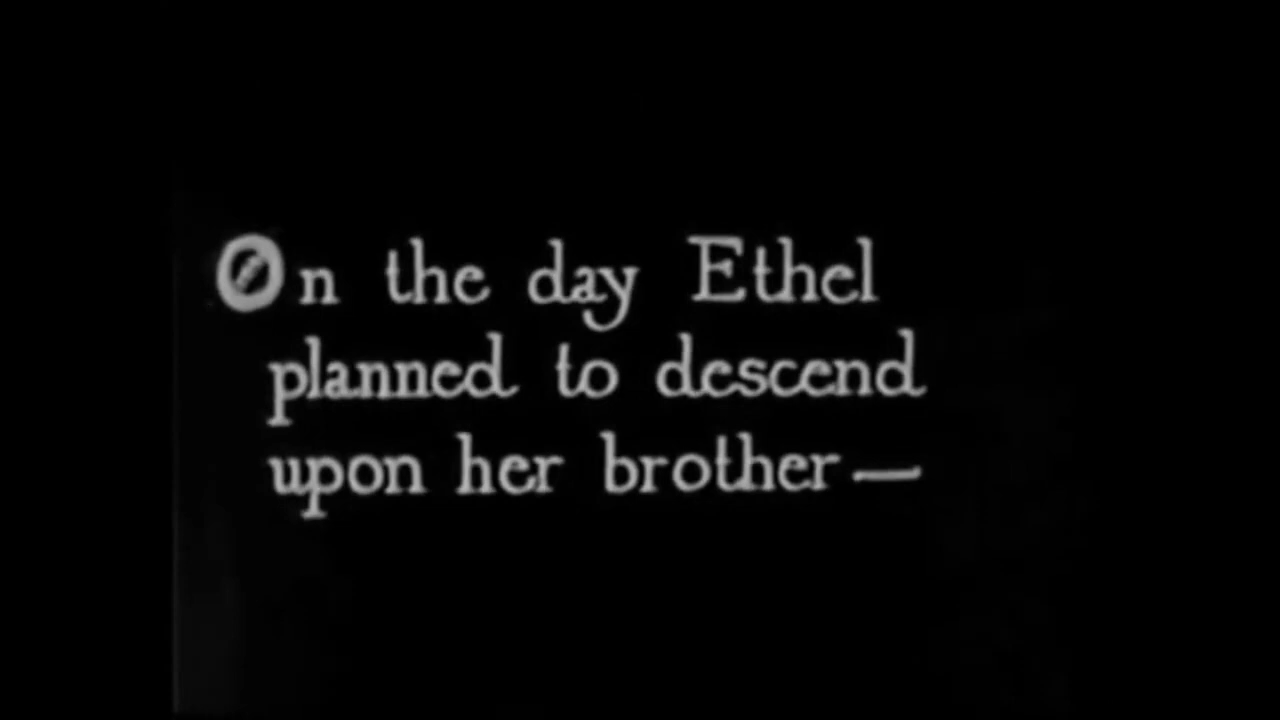 On the day Ethel
planned to descend
upon her brother—